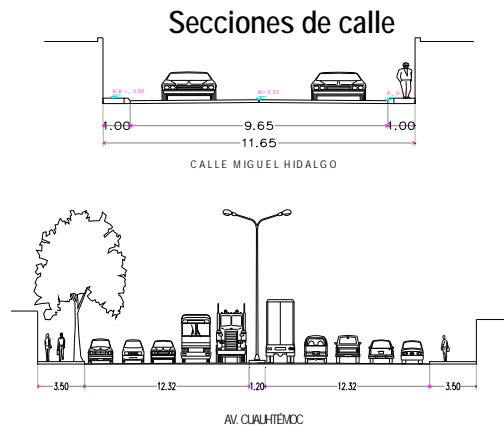 Secciones de calle
1.00 9.65 1.00
11.65
CALLE MIGUEL HIDALGO
3.50 12.32 1.20 12.32 3.50
AV. CUAUHTÉMOC